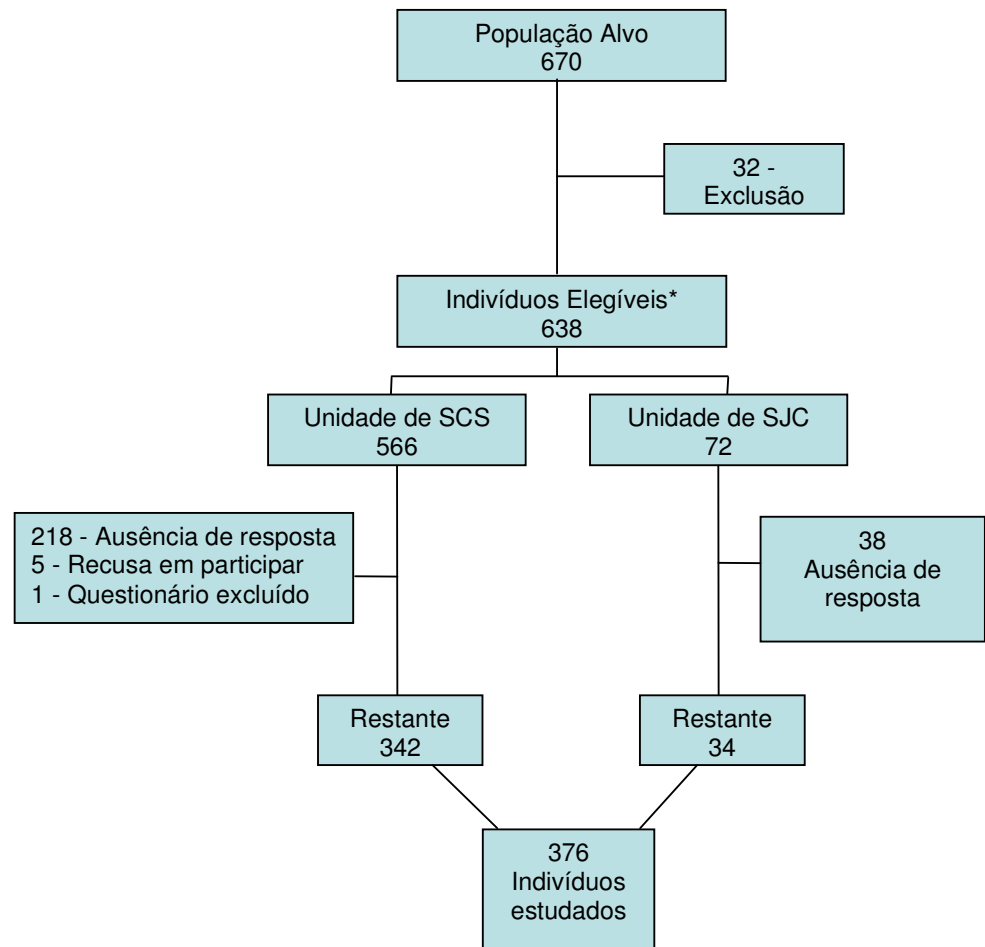 População Alvo
670
32 -
Exclusão
Indivíduos Elegíveis*
638
Unidade de SCS
566
Unidade de SJC
72
218 - Ausência de resposta
5 - Recusa em participar
1 - Questionário excluído
38
Ausência de
resposta
Restante
342
Restante
34
376
Indivíduos
estudados